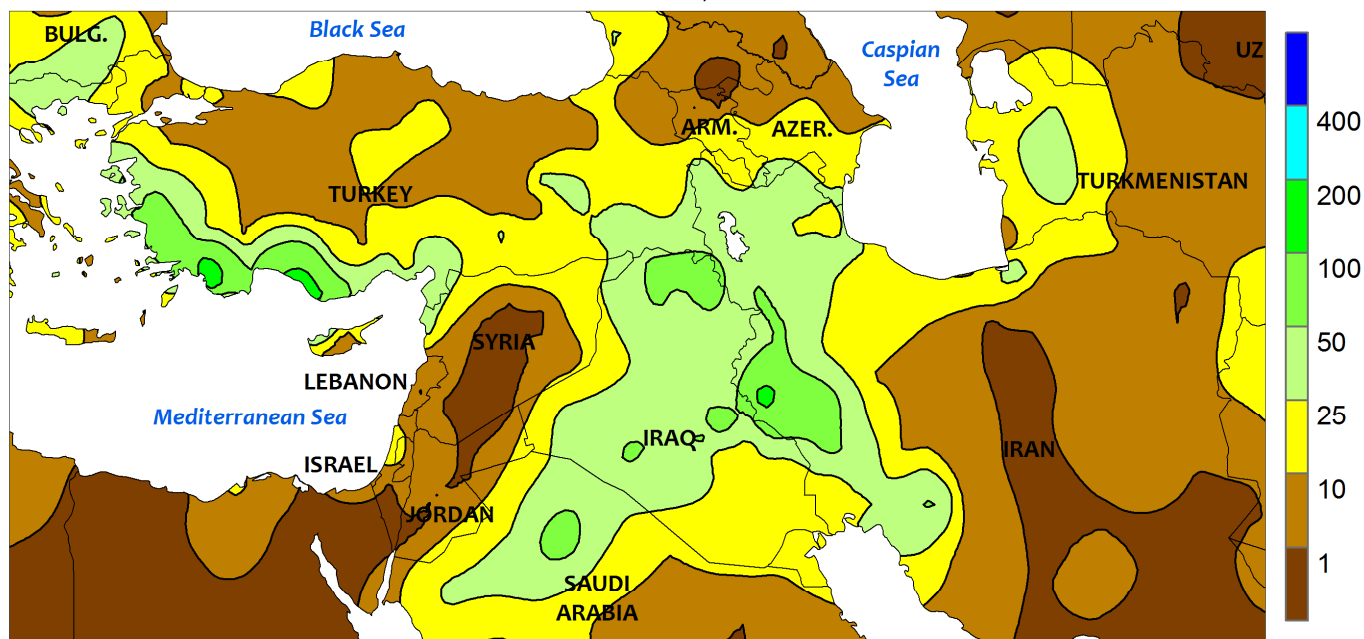 BULG.
Black Sea
Caspian
Sea
UZ
ARM.
AZER.
TURKEY
TURKMENISTAN
SYRIA
LEBANON
Mediterranean Sea
IRAQ
IRAN
ISRAEL
JORDAN
SAUDI
ARABIA
400
200
100
50
25
10
1